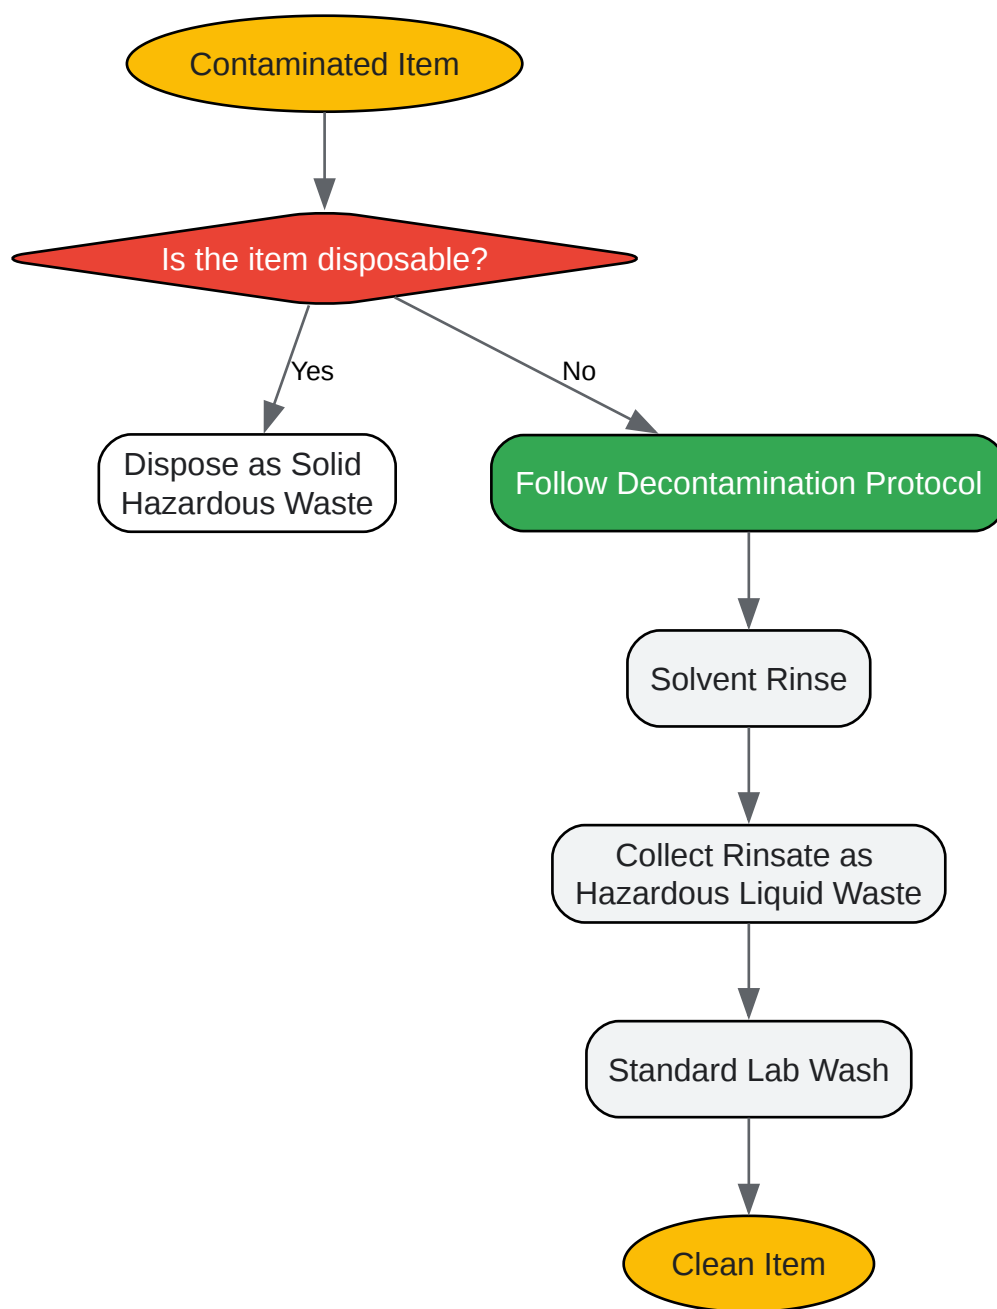 Contaminated Item
Is the item disposable?
Yes
No
Dispose as Solid
Hazardous Waste
Follow Decontamination Protocol
Solvent Rinse
Collect Rinsate as
Hazardous Liquid Waste
Standard Lab Wash
Clean Item